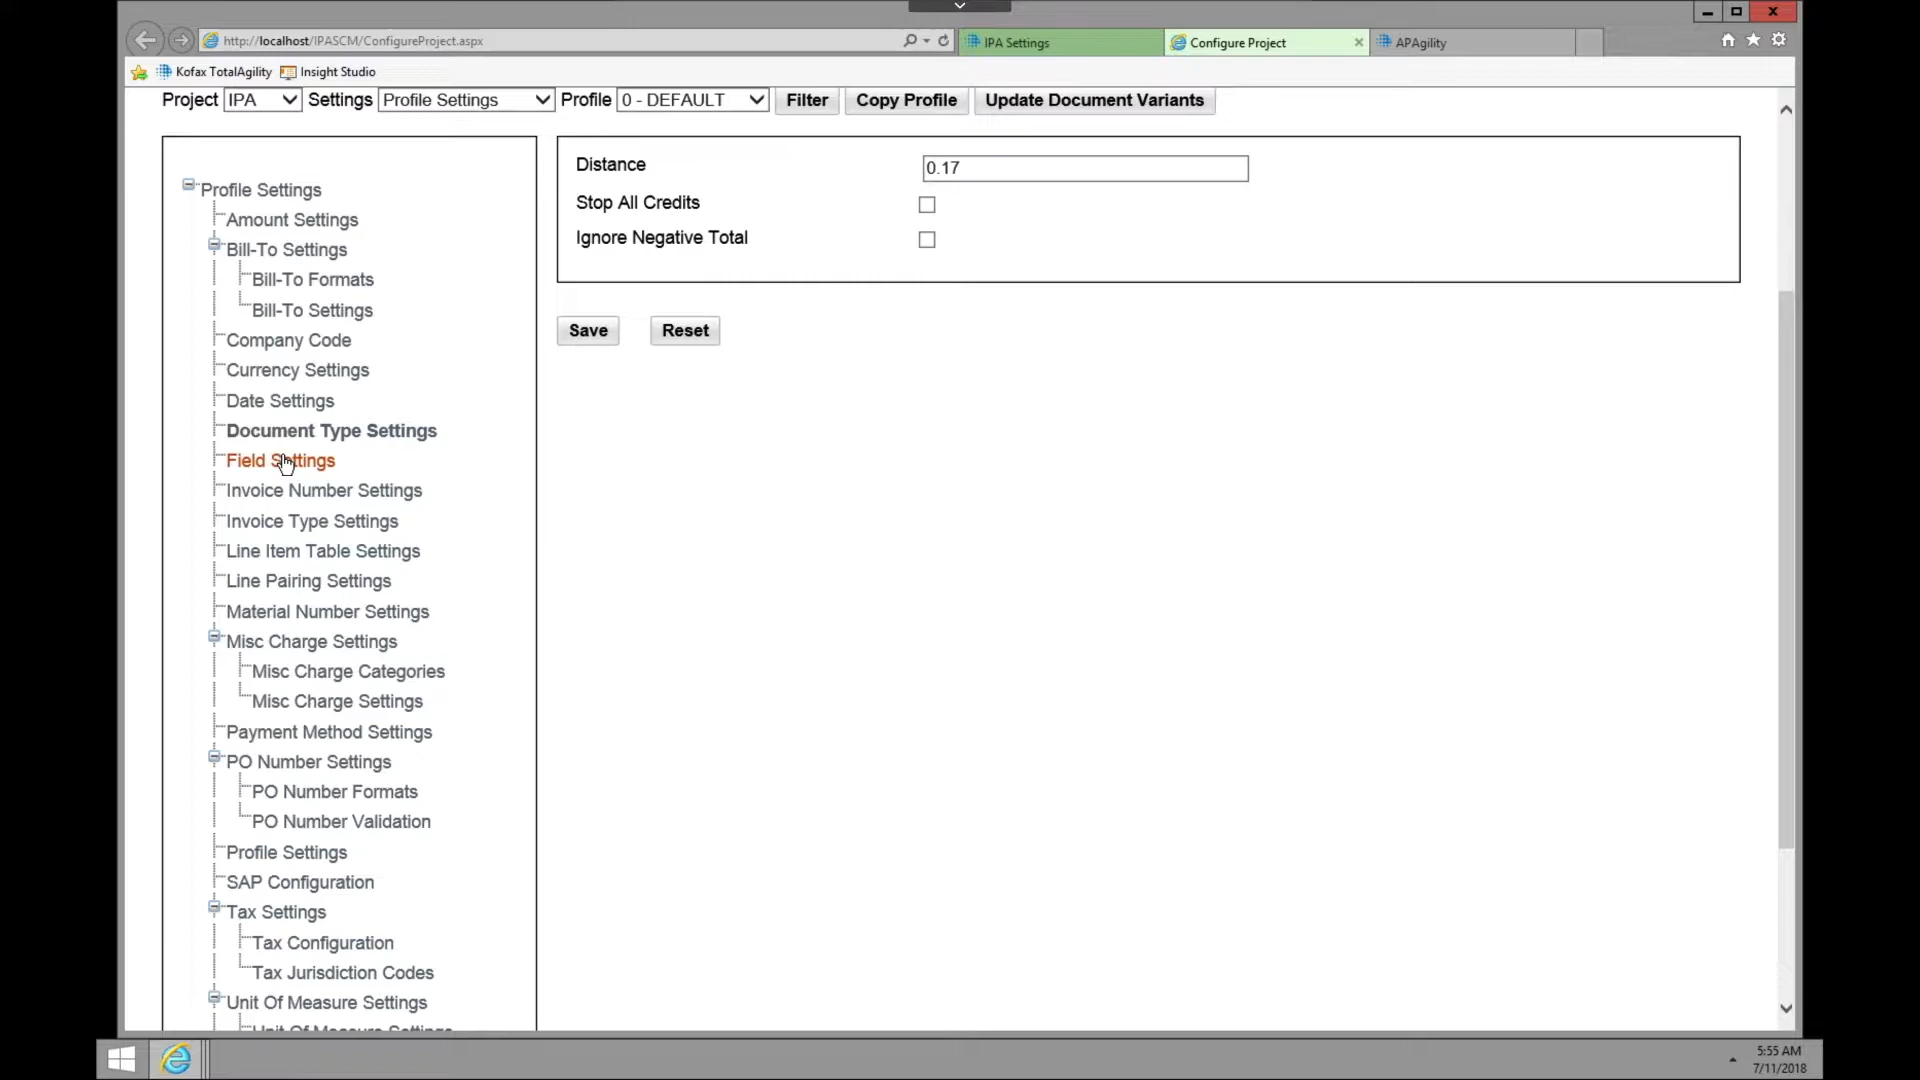 http://localhost/IPASCM/ConfigureProject.aspx
IPA Settings
Configure Project
APAgility
Kofax TotalAgility
Insight Studio
Project IPA Settings Profile Settings Profile 0 - DEFAULT Filter Copy Profile Update Document Variants
Profile Settings
Amount Settings
Bill-To Settings
Bill-To Formats
Bill-To Settings
Company Code
Currency Settings
Date Settings
Document Type Settings
Field Settings
Invoice Number Settings
Invoice Type Settings
Line Item Table Settings
Line Pairing Settings
Material Number Settings
Misc Charge Settings
Misc Charge Categories
Misc Charge Settings
Payment Method Settings
PO Number Settings
PO Number Formats
PO Number Validation
Profile Settings
SAP Configuration
Tax Settings
Tax Configuration
Tax Jurisdiction Codes
Unit Of Measure Settings
Unit Of Measure Settings
Distance 0.17
Stop All Credits
Ignore Negative Total
Save Reset
5:55 AM
7/11/2018